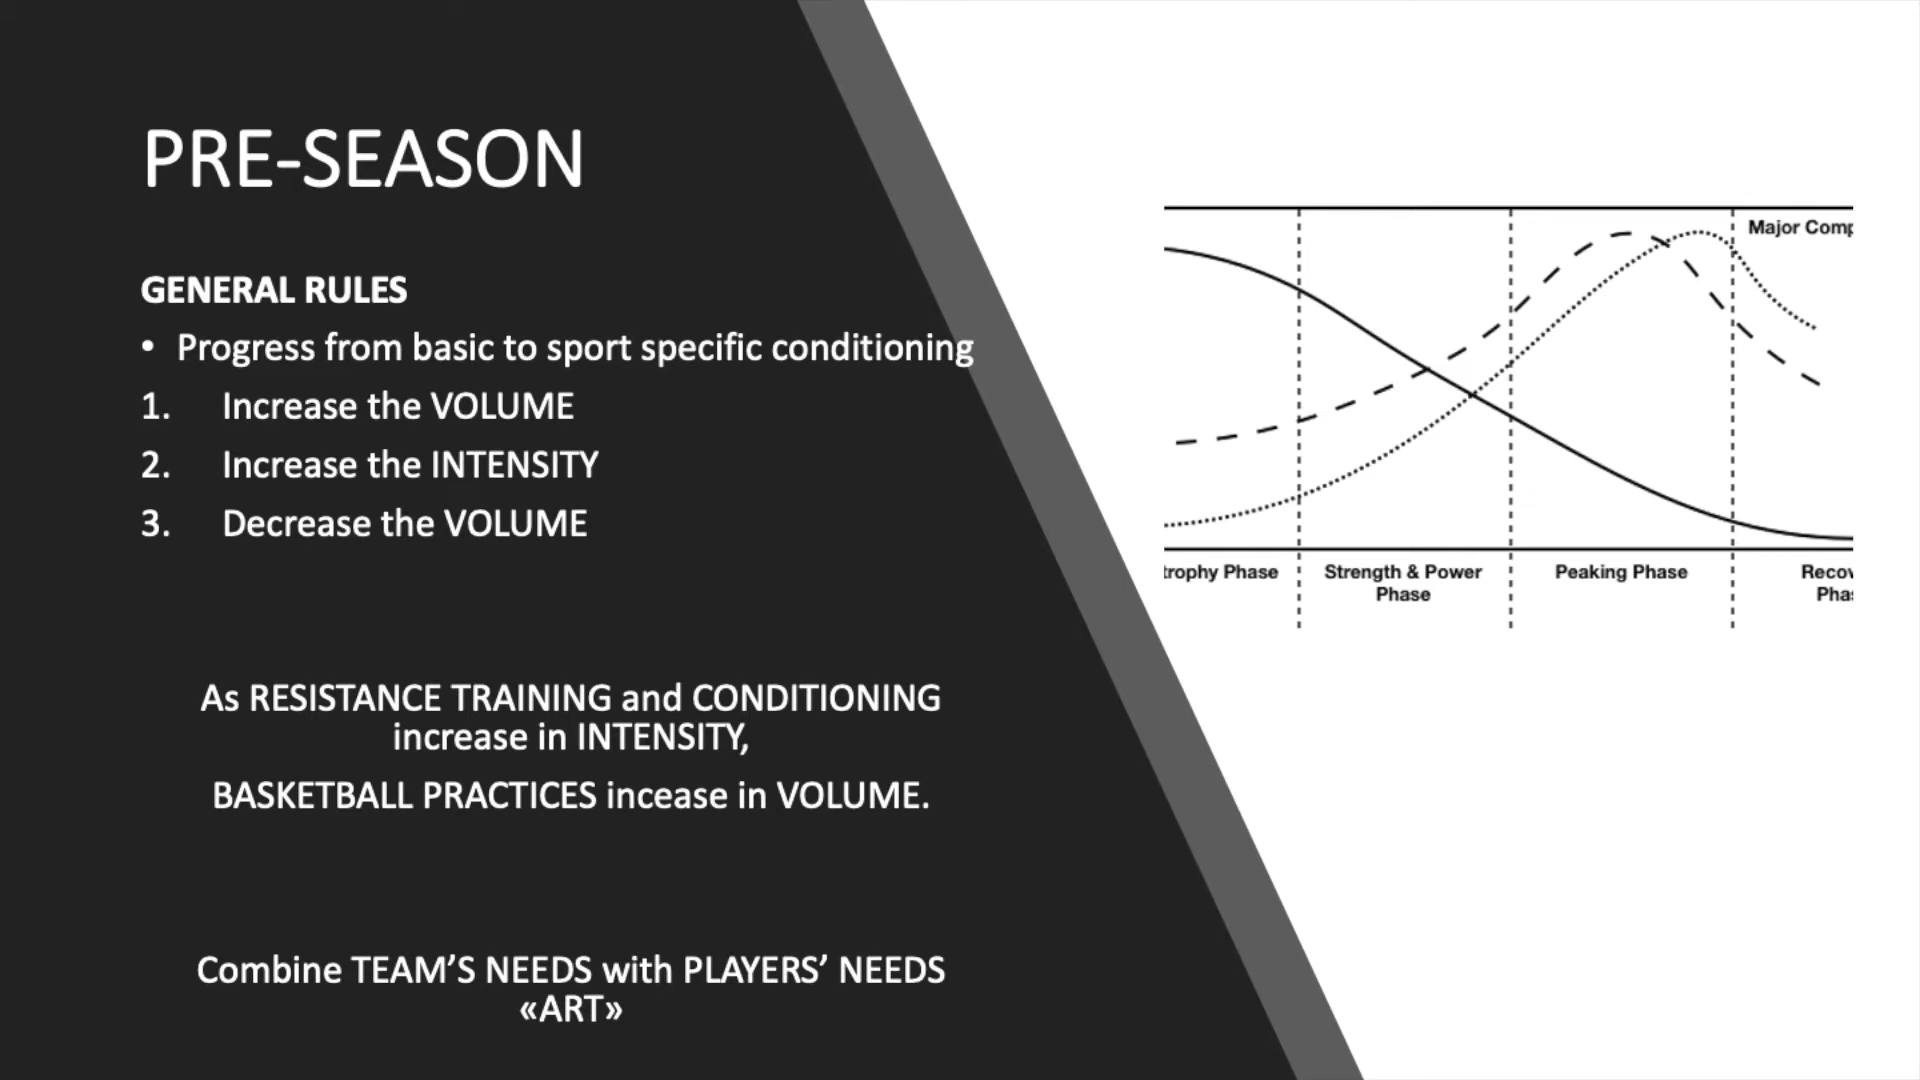 PRE-SEASON
GENERAL RULES
• Progress from basic to sport specific conditioning
1. Increase the VOLUME
2. Increase the INTENSITY
3. Decrease the VOLUME
As RESISTANCE TRAINING and CONDITIONING
increase in INTENSITY,
BASKETBALL PRACTICES incease in VOLUME.
Combine TEAM’S NEEDS with PLAYERS’ NEEDS
«ART»
Major Comp
trophy Phase
Strength & Power
Phase
Peaking Phase
Recov
Phas